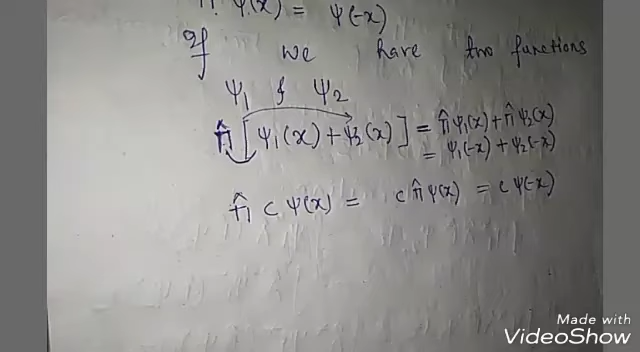 Π̂ ψ(x) = ψ(-x)
If we have two functions
ψ₁ & ψ₂
Π̂ [ψ₁(x) + ψ₂(x)] = Π̂ψ₁(x) + Π̂ψ₂(x)
= ψ₁(-x) + ψ₂(-x)
Π̂ c ψ(x) = c Π̂ ψ(x) = c ψ(-x)
Made with
VideoShow